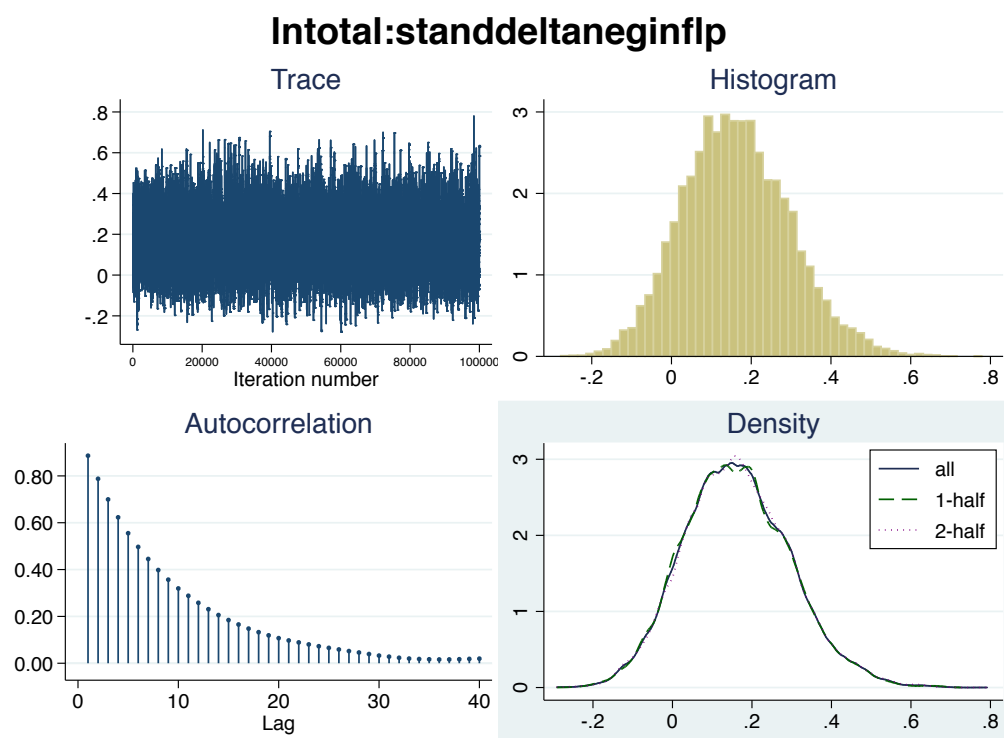 lntotal:standdeltaneginflp
Trace
.8
.6
.4
.2
0
-.2
0 20000 40000 60000 80000 100000
Iteration number
Histogram
3
2
1
0
-.2 0 .2 .4 .6 .8
Autocorrelation
0.80
0.60
0.40
0.20
0.00
0 10 20 30 40
Lag
Density
3
2
1
0
-.2 0 .2 .4 .6 .8
all
1-half
2-half